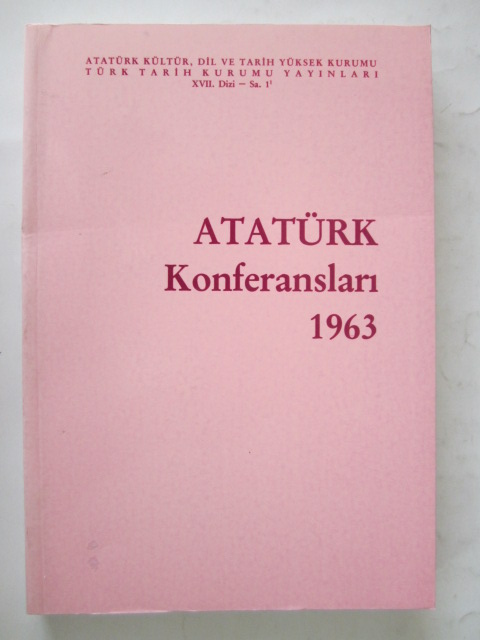 ATATÜRK KÜLTÜR, DİL VE TARİH YÜKSEK KURUMU
TÜRK TARİH KURUMU YAYINLARI
XVII. Dizi — Sa. 1¹
ATATÜRK
Konferansları
1963